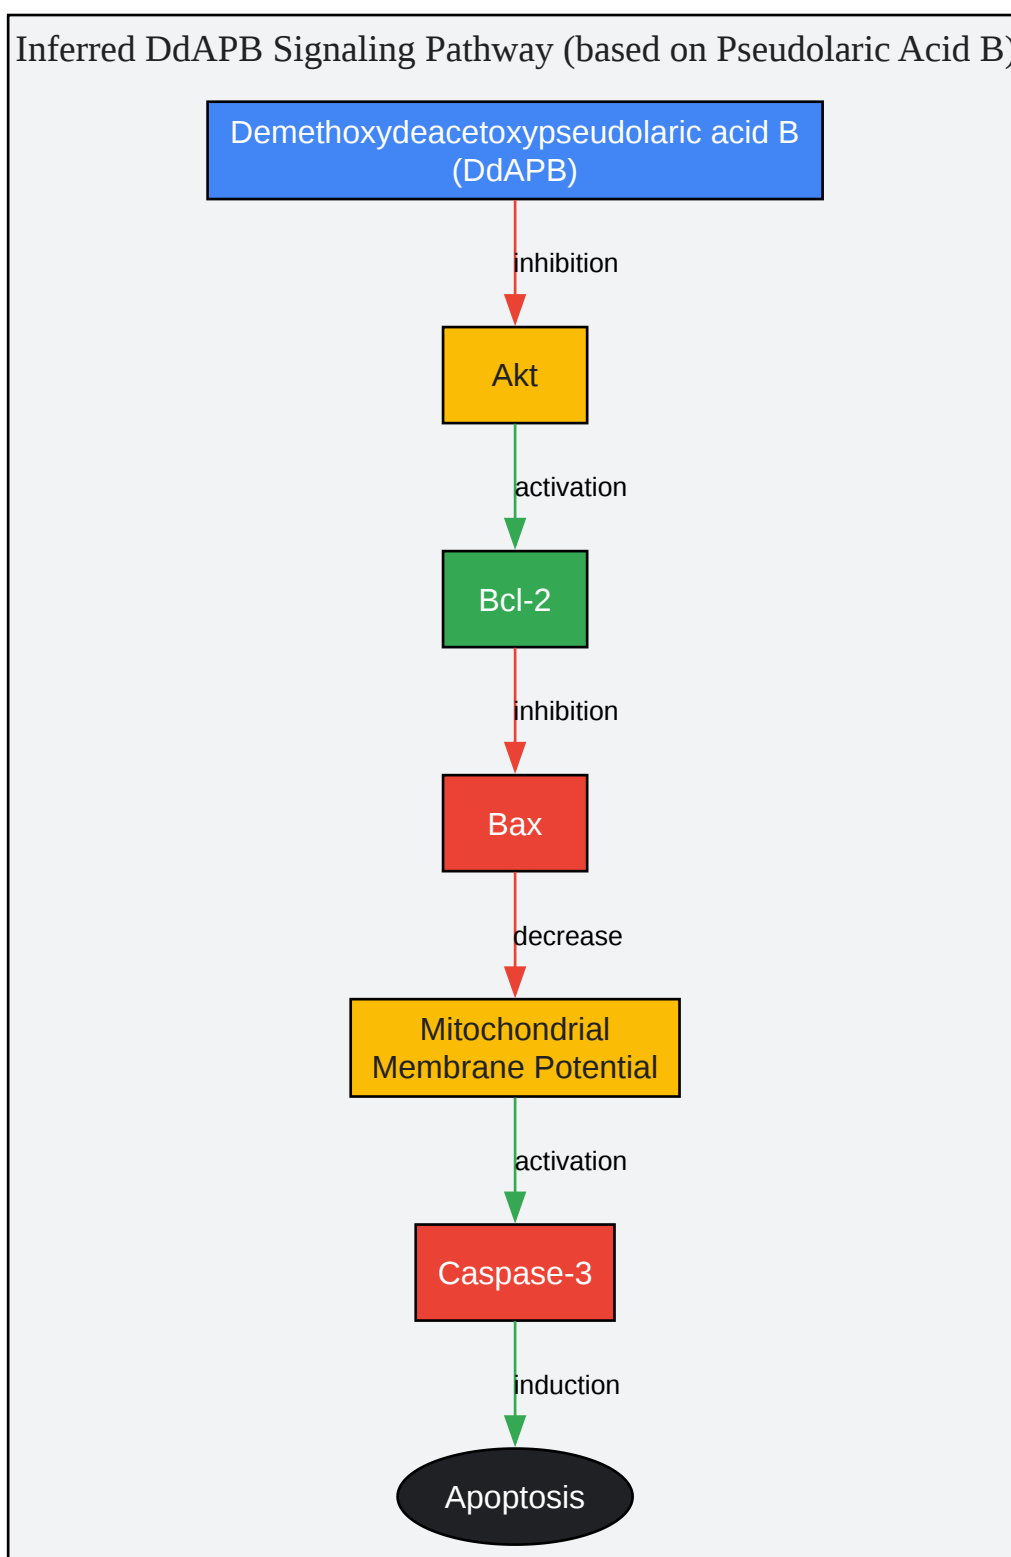 Inferred DdAPB Signaling Pathway (based on Pseudolaric Acid B)
Demethoxydeacetoxypseudolaric acid B
(DdAPB)
inhibition
Akt
activation
Bcl-2
inhibition
Bax
decrease
Mitochondrial
Membrane Potential
activation
Caspase-3
induction
Apoptosis